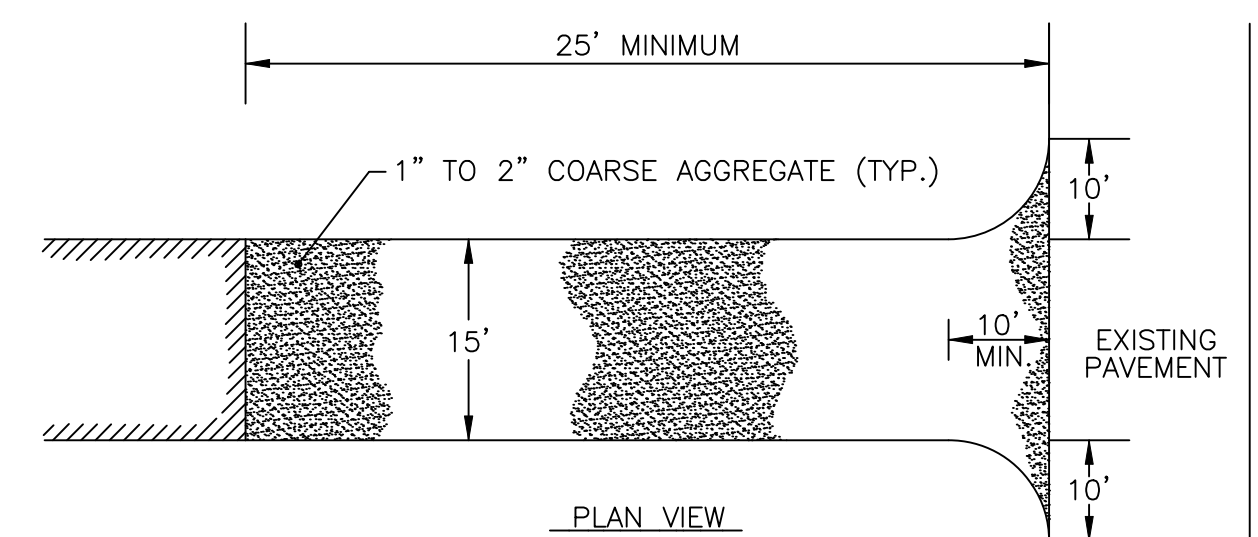 25' MINIMUM
1" TO 2" COARSE AGGREGATE (TYP.)
10'
15'
10'
MIN
EXISTING
PAVEMENT
10'
PLAN VIEW